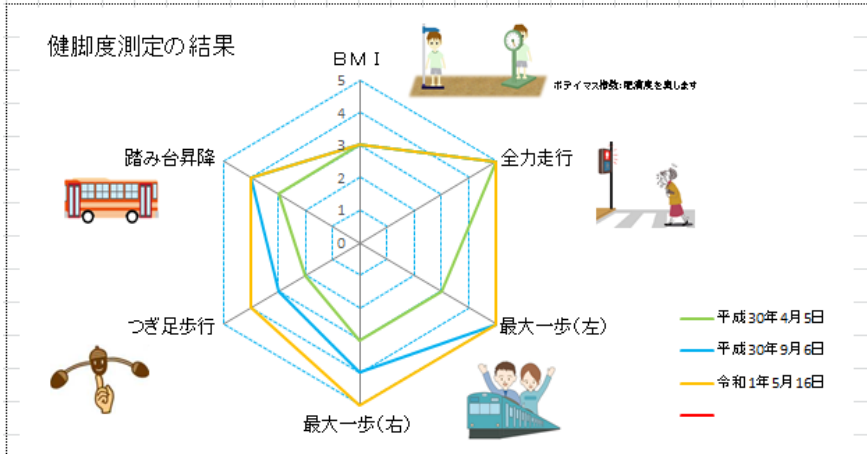 健脚度測定の結果
BMI
ボディマス指数:肥満度を表します
5
4
3
2
1
0
踏み台昇降
全力走行
つぎ足歩行
最大一歩(左)
最大一歩(右)
平成30年4月5日
平成30年9月6日
令和1年5月16日